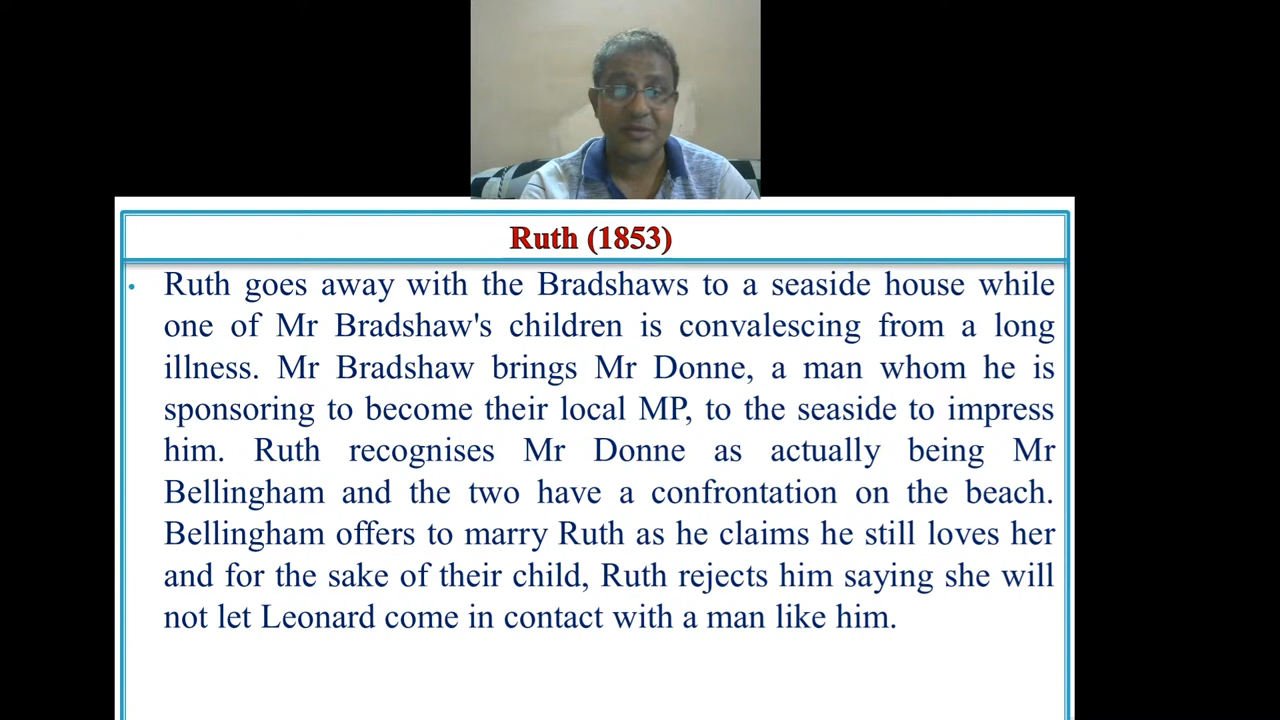 Ruth (1853)
• Ruth goes away with the Bradshaws to a seaside house while
one of Mr Bradshaw's children is convalescing from a long
illness. Mr Bradshaw brings Mr Donne, a man whom he is
sponsoring to become their local MP, to the seaside to impress
him. Ruth recognises Mr Donne as actually being Mr
Bellingham and the two have a confrontation on the beach.
Bellingham offers to marry Ruth as he claims he still loves her
and for the sake of their child, Ruth rejects him saying she will
not let Leonard come in contact with a man like him.